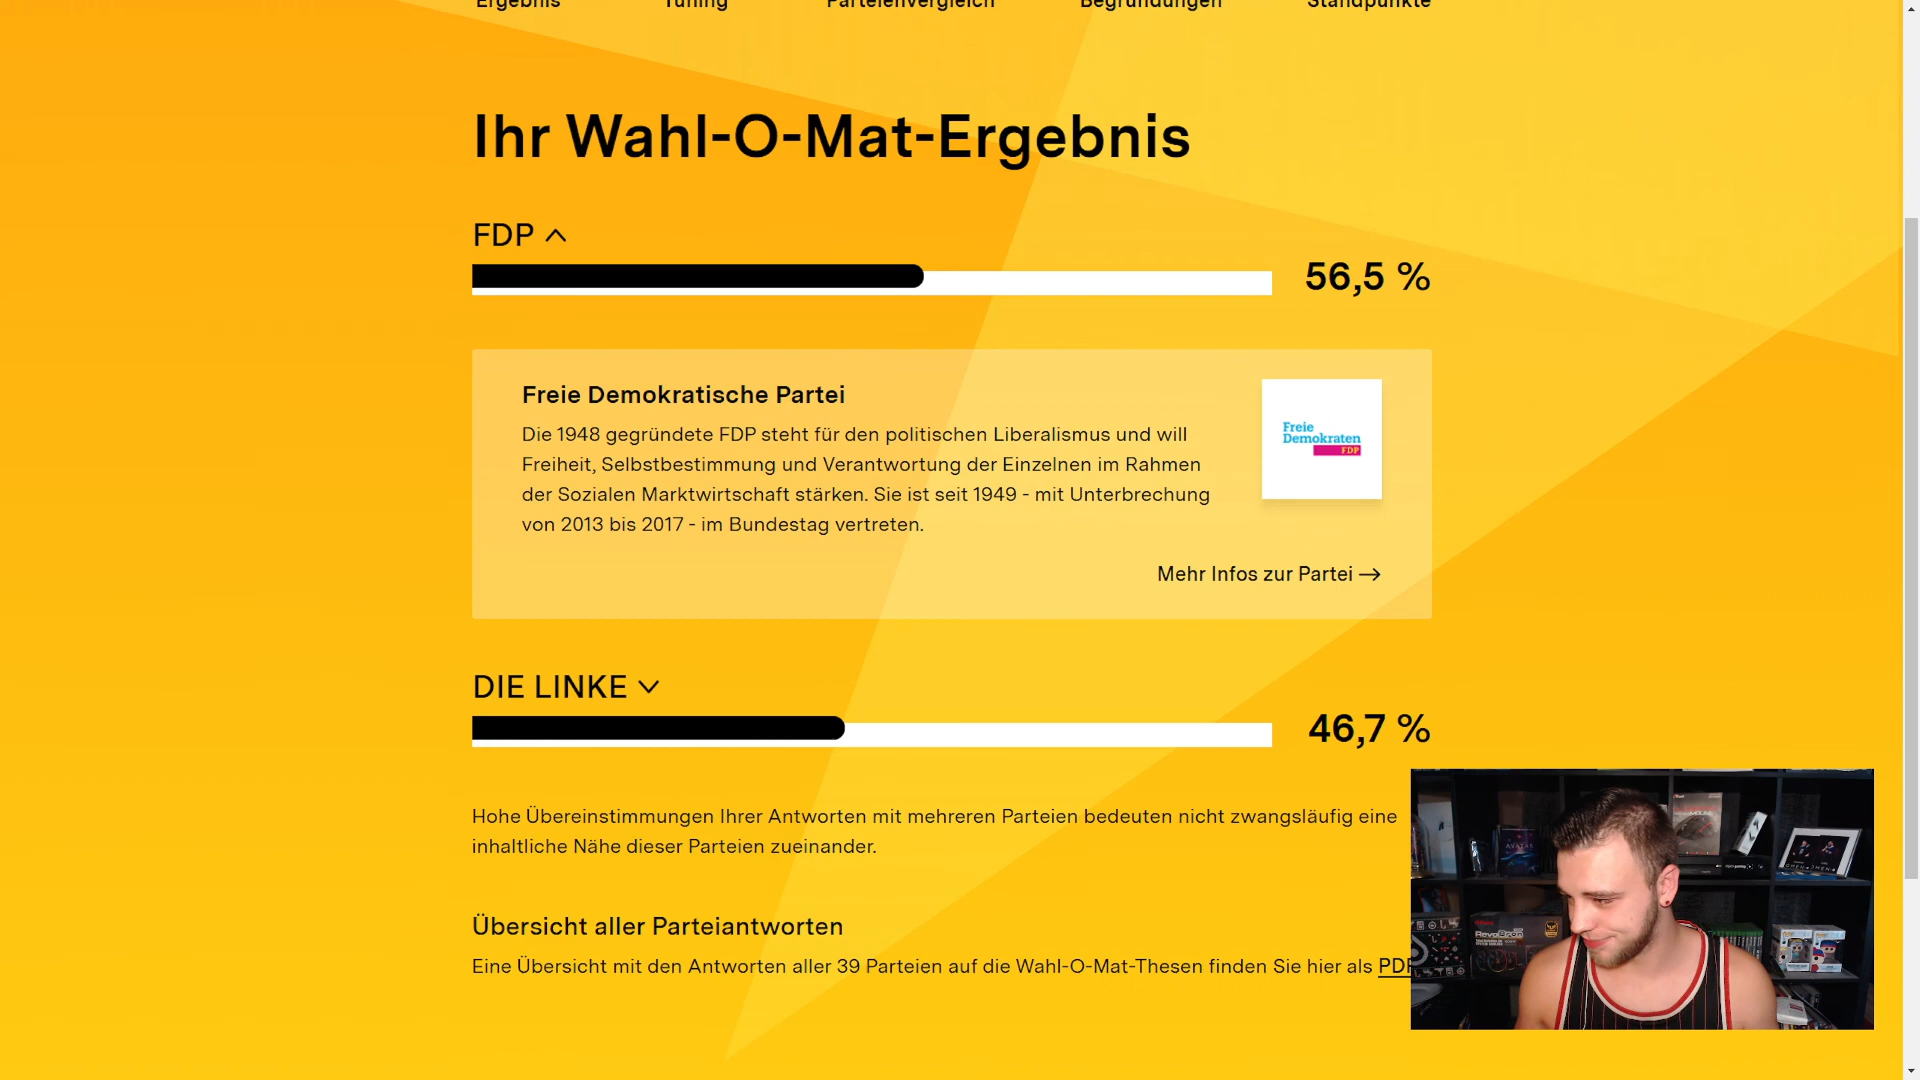 Ergebnis Tuning Parteienvergleich Begründungen Standpunkte
Ihr Wahl-O-Mat-Ergebnis
FDP
56,5 %
Freie Demokratische Partei
Die 1948 gegründete FDP steht für den politischen Liberalismus und will
Freiheit, Selbstbestimmung und Verantwortung der Einzelnen im Rahmen
der Sozialen Marktwirtschaft stärken. Sie ist seit 1949 - mit Unterbrechung
von 2013 bis 2017 - im Bundestag vertreten.
Freie
Demokraten
FDP
Mehr Infos zur Partei
DIE LINKE
46,7 %
Hohe Übereinstimmungen Ihrer Antworten mit mehreren Parteien bedeuten nicht zwangsläufig eine
inhaltliche Nähe dieser Parteien zueinander.
Übersicht aller Parteiantworten
Eine Übersicht mit den Antworten aller 39 Parteien auf die Wahl-O-Mat-Thesen finden Sie hier als PDF
AVATAR